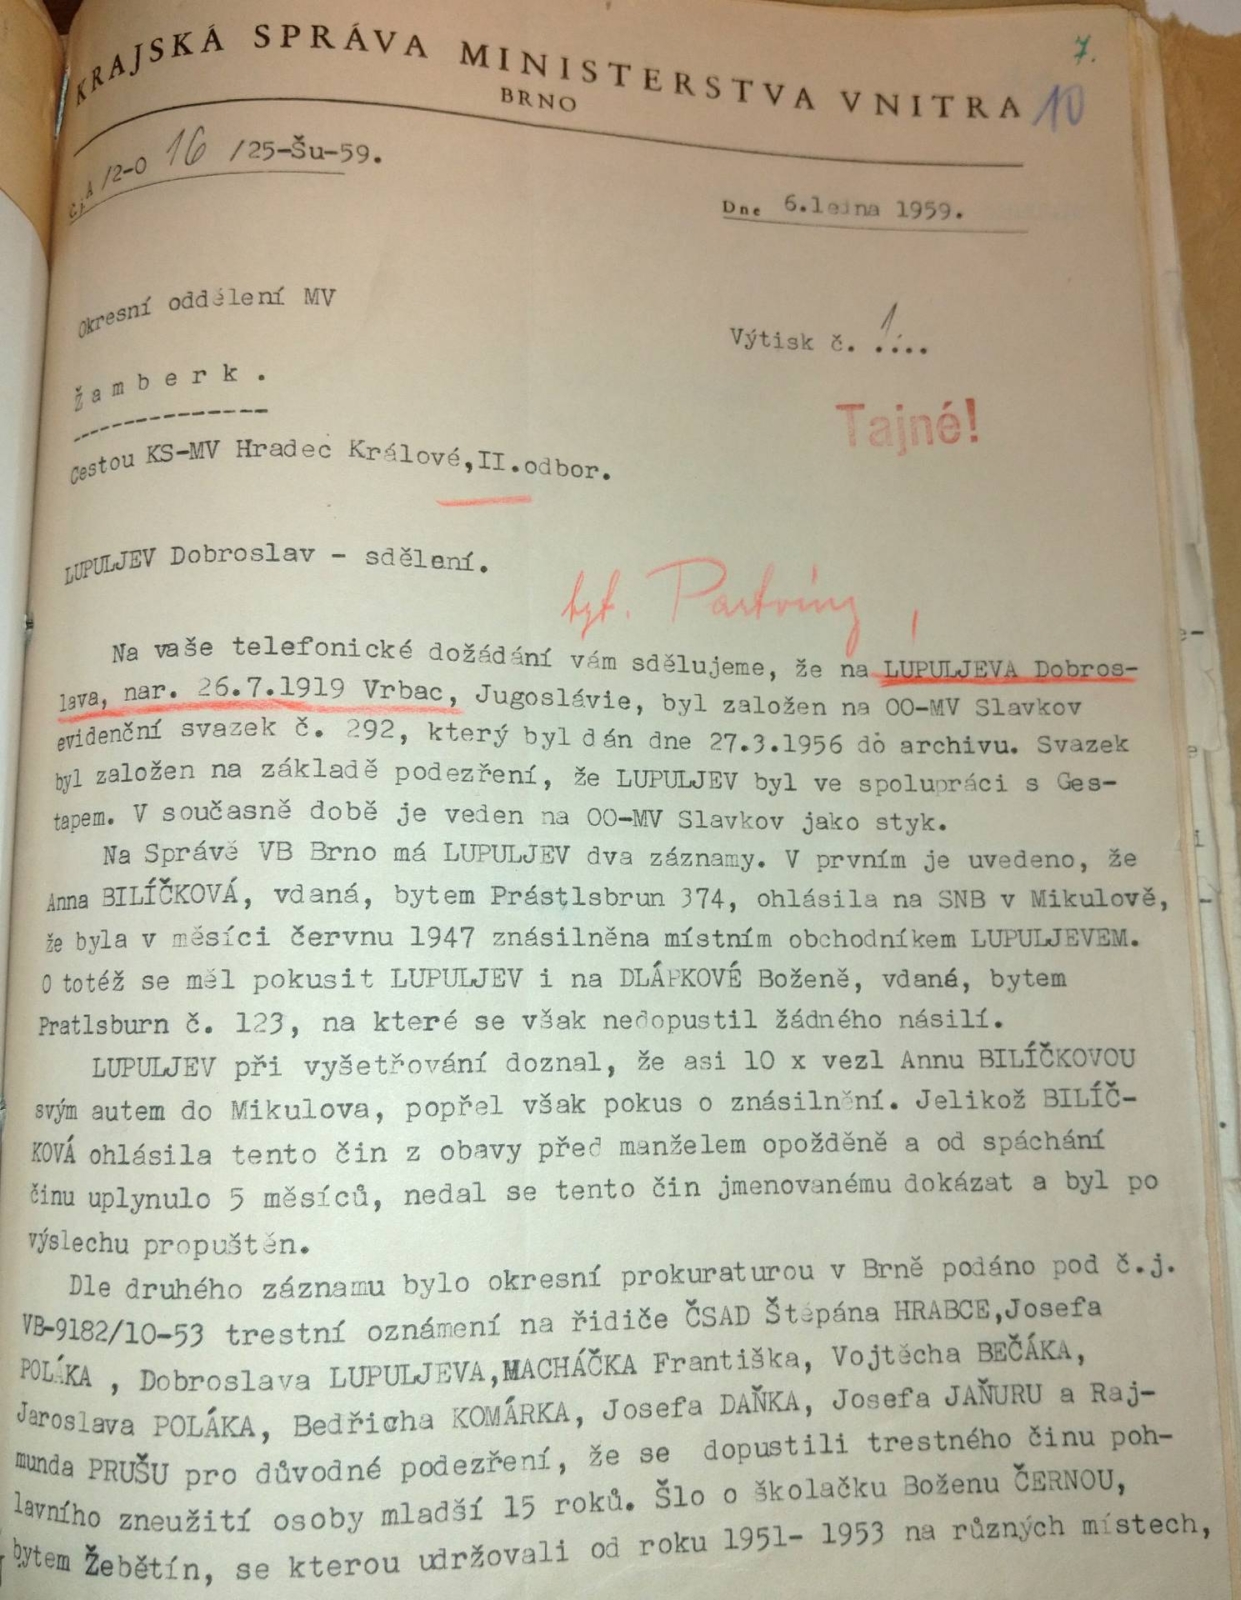 KRAJSKÁ SPRÁVA MINISTERSTVA VNITRA
BRNO
7.
10
Č.j. A/2-O 16 /25-Šu-59.
Dne 6.ledna 1959.
Okresní oddělení MV
Výtisk č. 1....
Žamberk.
Tajné!
Cestou KS-MV Hradec Králové,II.odbor.
LUPULJEV Dobroslav - sdělení.
byt.
Na vaše telefonické dožádání vám sdělujeme, že na LUPULJEVA Dobros-
lava, nar. 26.7.1919 Vrbac, Jugoslávie, byl založen na OO-MV Slavkov
evidenční svazek č. 292, který byl dán dne 27.3.1956 do archivu. Svazek
byl založen na základě podezření, že LUPULJEV byl ve spolupráci s Ges-
tapem. V současně době je veden na OO-MV Slavkov jako styk.
Na Správě VB Brno má LUPULJEV dva záznamy. V prvním je uvedeno, že
Anna BILÍČKOVÁ, vdaná, bytem Prástlsbrun 374, ohlásila na SNB v Mikulově,
že byla v měsíci červnu 1947 znásilněna místním obchodníkem LUPULJEVEM.
O totéž se měl pokusit LUPULJEV i na DLÁPKOVÉ Boženě, vdané, bytem
Pratlsburn č. 123, na které se však nedopustil žádného násilí.
LUPULJEV při vyšetřování doznal, že asi 10 x vezl Annu BILÍČKOVOU
svým autem do Mikulova, popřel však pokus o znásilnění. Jelikož BILÍČ-
KOVÁ ohlásila tento čin z obavy před manželem opožděně a od spáchání
činu uplynulo 5 měsíců, nedal se tento čin jmenovanému dokázat a byl po
výslechu propuštěn.
Dle druhého záznamu bylo okresní prokuraturou v Brně podáno pod č.j.
VB-9182/10-53 trestní oznámení na řidiče ČSAD Štěpána HRABCE,Josefa
POLÁKA , Dobroslava LUPULJEVA,MACHÁČKA Františka, Vojtěcha BEČÁKA,
Jaroslava POLÁKA, Bedřicha KOMÁRKA, Josefa DAŇKA, Josefa JAŇURU a Raj-
munda PRUŠU pro důvodné podezření, že se dopustili trestného činu poh-
lavního zneužití osoby mladší 15 roků. Šlo o školačku Boženu ČERNOU,
bytem Žebětín, se kterou udržovali od roku 1951- 1953 na různých místech,